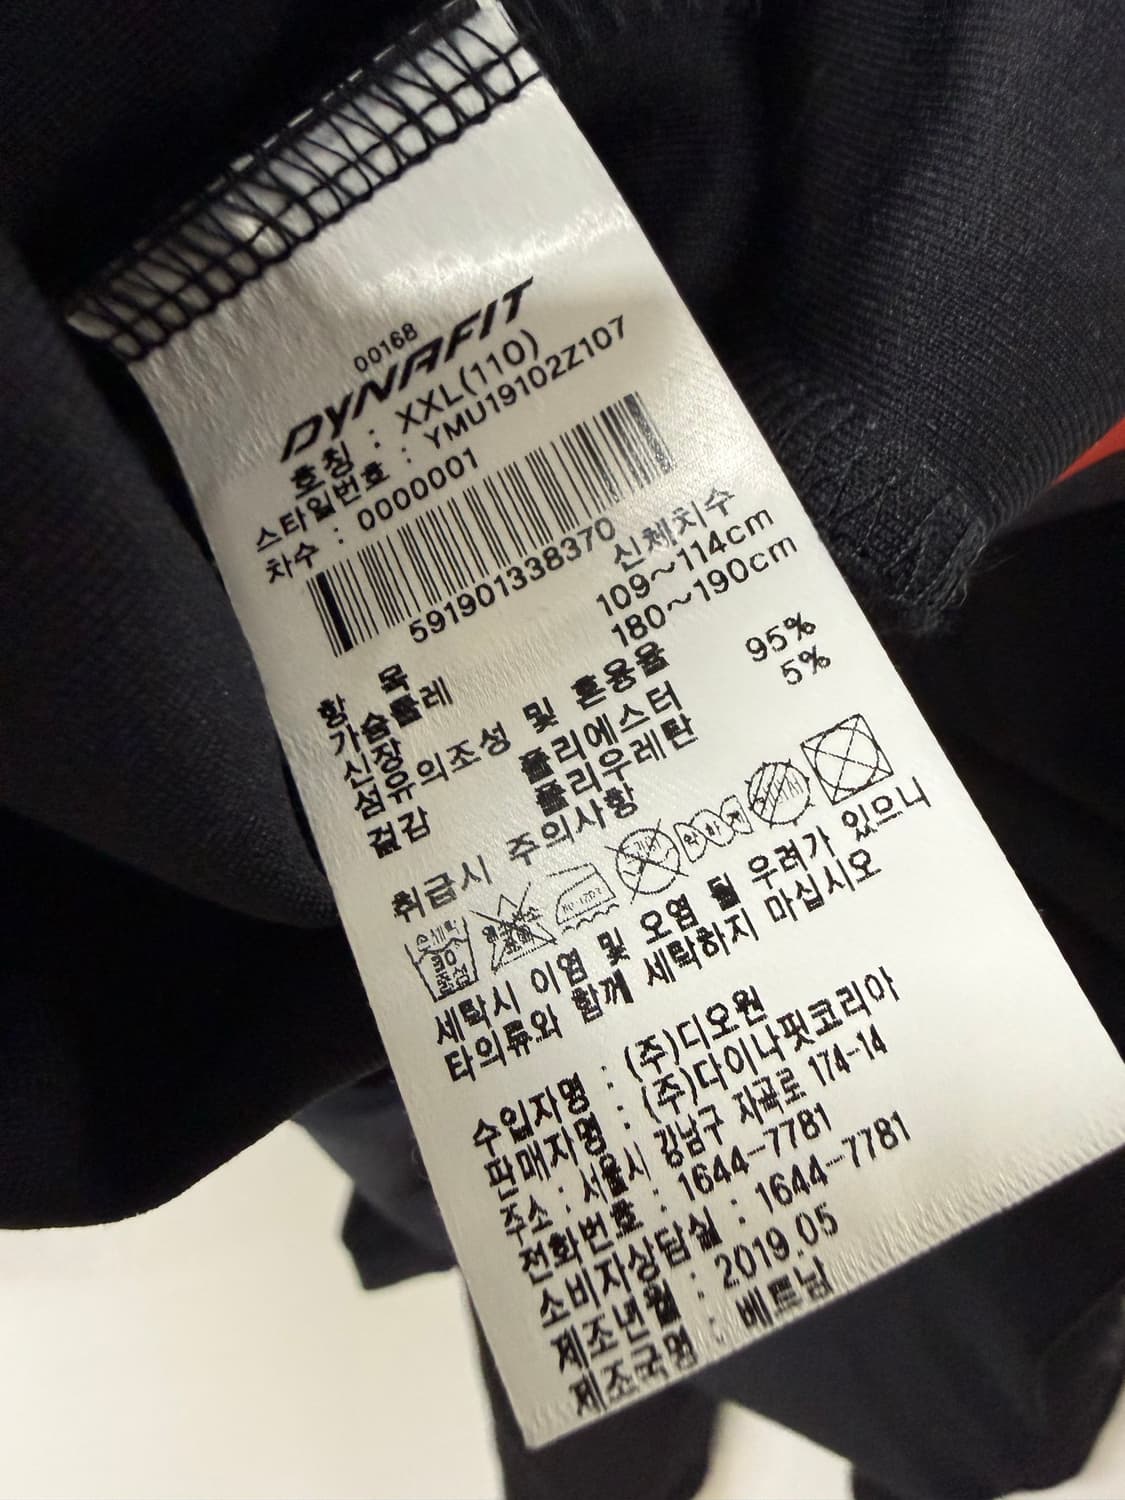 00168
DYNAFIT
호칭 : XXL(110)
스타일번호 : YMU19102Z107
차수 : 0000001
591901338370
항 목 신체치수
가슴둘레 109~114cm
신장 180~190cm
섬유의조성 및 혼용율
겉감 폴리에스터 95%
폴리우레탄 5%
취급시 주의사항
세탁시 이염 및 오염 될 우려가 있으니
타의류와 함께 세탁하지 마십시오
수입자명 : (주)디오원
판매자명 : (주)다이나핏코리아
주소 : 서울시 강남구 자곡로 174-14
전화번호 : 1644-7781
소비자상담실 : 1644-7781
제조년월 : 2019.05
제조국명 : 베트남